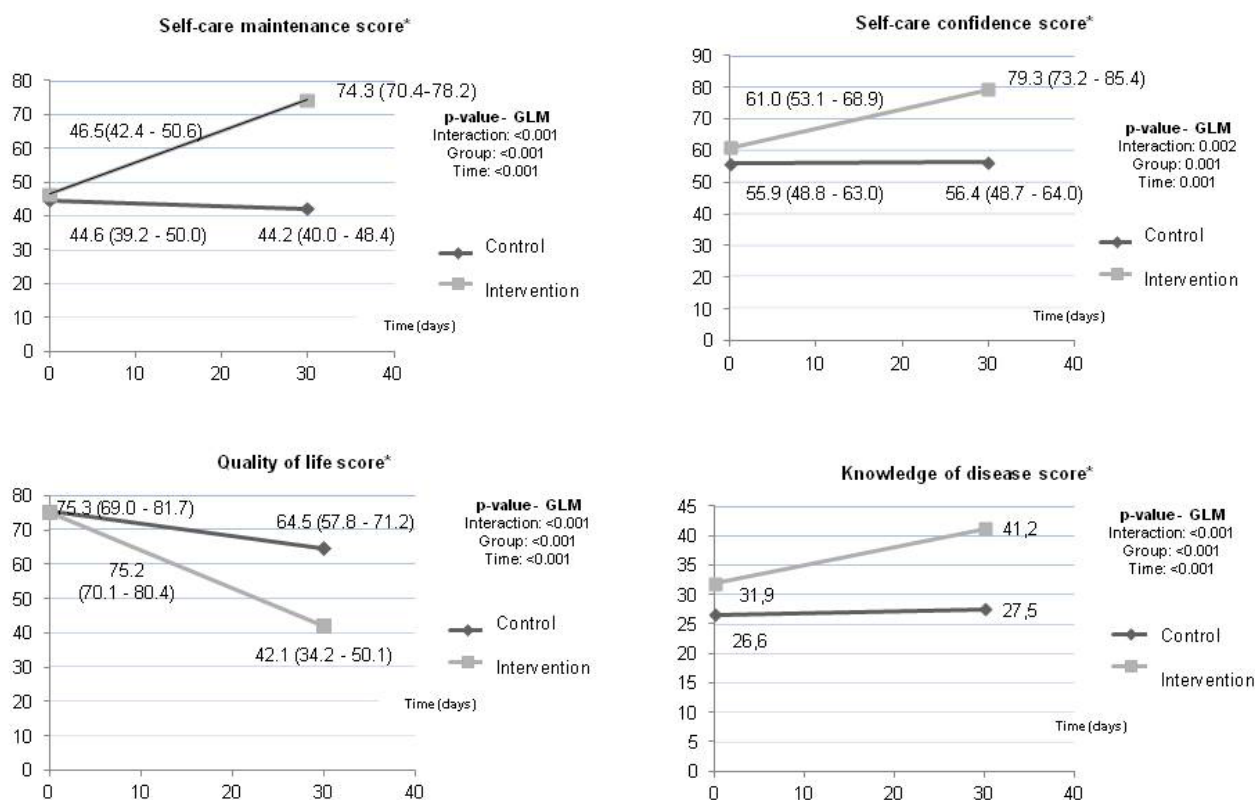 Self-care maintenance score*
80
70
60
50
40
30
20
10
0
0 10 20 30 40
74.3 (70.4-78.2)
46.5(42.4 - 50.6)
44.6 (39.2 - 50.0) 44.2 (40.0 - 48.4)
Time (days)
p-value - GLM
Interaction: <0.001
Group: <0.001
Time: <0.001
Control
Intervention
Self-care confidence score*
90
80
70
60
50
40
30
20
10
0
0 10 20 30 40
79.3 (73.2 - 85.4)
61.0 (53.1 - 68.9)
55.9 (48.8 - 63.0) 56.4 (48.7 - 64.0)
Time (days)
p-value - GLM
Interaction: 0.002
Group: 0.001
Time: 0.001
Control
Intervention
Quality of life score*
80
70
60
50
40
30
20
10
0
0 10 20 30 40
75.3 (69.0 - 81.7)
64.5 (57.8 - 71.2)
75.2
(70.1 - 80.4)
42.1 (34.2 - 50.1)
Time (days)
p-value - GLM
Interaction: <0.001
Group: <0.001
Time: <0.001
Control
Intervention
Knowledge of disease score*
45
40
35
30
25
20
15
10
5
0
0 10 20 30 40
41,2
31,9
27,5
26,6
Time (days)
p-value - GLM
Interaction: <0.001
Group: <0.001
Time: <0.001
Control
Intervention